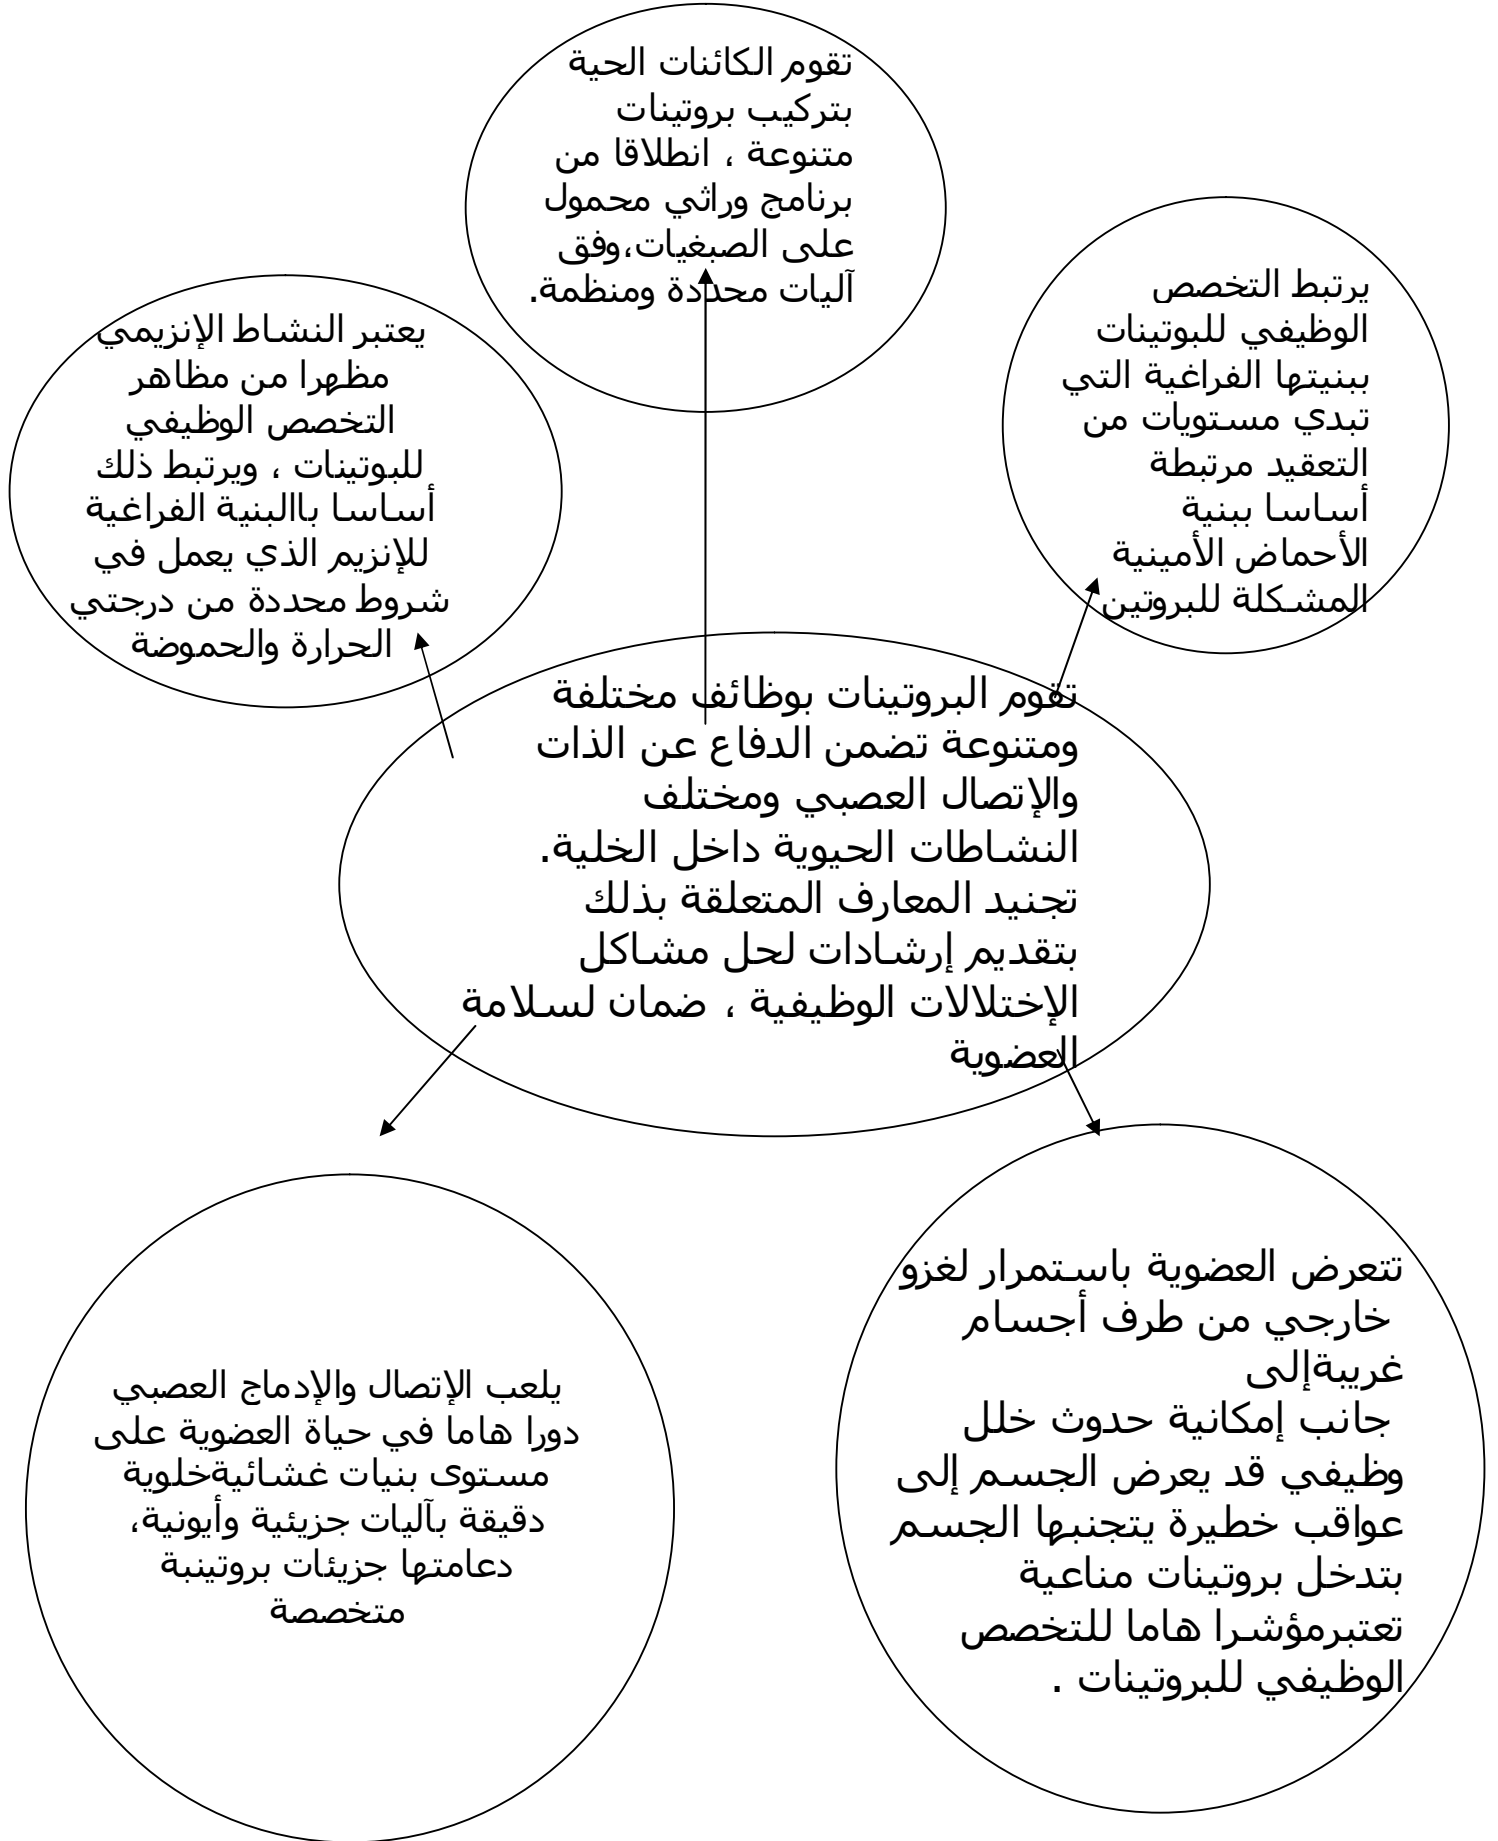 تقوم الكائنات الحية
بتركيب بروتينات
متنوعة ، انطلاقا من
برنامج وراثي محمول
على الصبغيات،وفق
آليات محددة ومنظمة.
يرتبط التخصص
الوظيفي للبوتينات
ببنيتها الفراغية التي
تبدي مستويات من
التعقيد مرتبطة
أساسا ببنية
الأحماض الأمينية
المشكلة للبروتين
يعتبر النشاط الإنزيمي
مظهرا من مظاهر
التخصص الوظيفي
للبوتينات ، ويرتبط ذلك
أساسا باالبنية الفراغية
للإنزيم الذي يعمل في
شروط محددة من درجتي
الحرارة والحموضة
تقوم البروتينات بوظائف مختلفة
ومتنوعة تضمن الدفاع عن الذات
والإتصال العصبي ومختلف
النشاطات الحيوية داخل الخلية.
تجنيد المعارف المتعلقة بذلك
بتقديم إرشادات لحل مشاكل
الإختلالات الوظيفية ، ضمان لسلامة
العضوية
تتعرض العضوية باستمرار لغزو
خارجي من طرف أجسام
غريبةإلى
جانب إمكانية حدوث خلل
وظيفي قد يعرض الجسم إلى
عواقب خطيرة يتجنبها الجسم
بتدخل بروتينات مناعية
تعتبرمؤشرا هاما للتخصص
الوظيفي للبروتينات .
يلعب الإتصال والإدماج العصبي
دورا هاما في حياة العضوية على
مستوى بنيات غشائيةخلوية
دقيقة بآليات جزيئية وأيونية،
دعامتها جزيئات بروتينبة
متخصصة